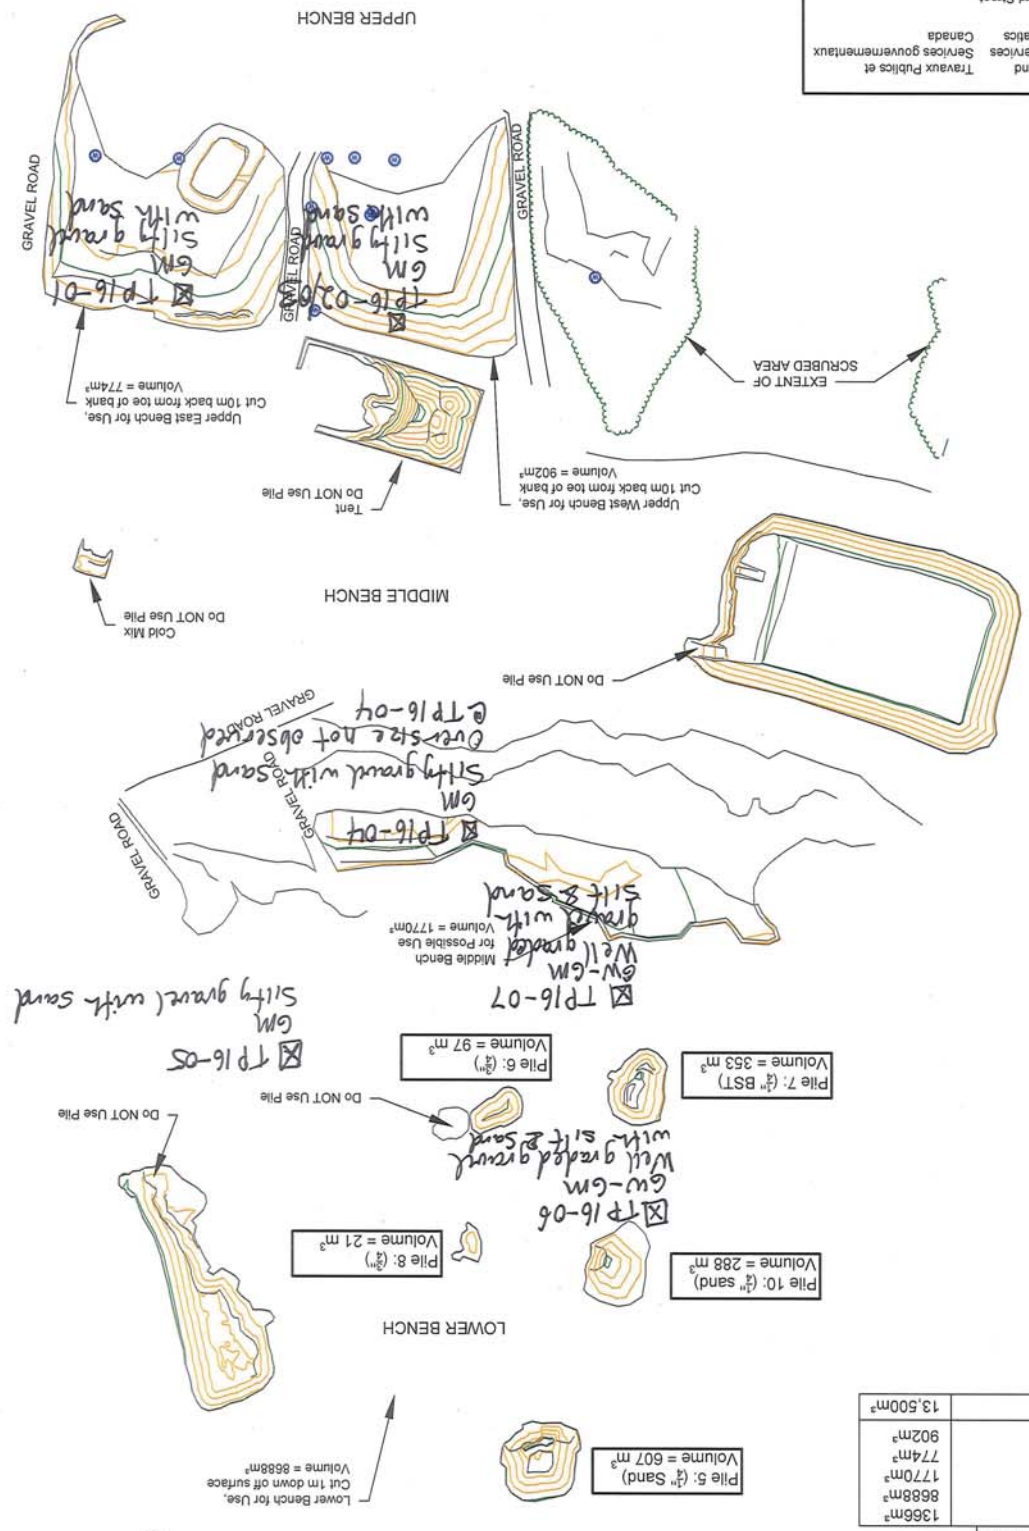 1366m³
8688m³
1770m³
774m³
902m³
13,500m³
Pile 5: (¼" Sand)
Volume = 607 m³
Lower Bench for Use,
Cut 1m down off surface
Volume = 8688m³
LOWER BENCH
Pile 10: (¼" sand)
Volume = 288 m³
Pile 8: (¾")
Volume = 21 m³
TP16-06
GW-GM
Well graded gravel
with silt & sand
Do NOT Use Pile
Pile 7: (¼" BST)
Volume = 353 m³
Pile 6: (¾")
Volume = 97 m³
Do NOT Use Pile
TP16-05
GM
Silty gravel with sand
TP16-07
GW-GM
Well graded
gravel with
silt & sand
Middle Bench
for Possible Use
Volume = 1770m³
GRAVEL ROAD
TP16-04
GM
Silty gravel with sand
Oversize not observed
@ TP16-04
GRAVEL ROAD
GRAVEL ROAD
Do NOT Use Pile
MIDDLE BENCH
Cold Mix
Do NOT Use Pile
Upper West Bench for Use,
Cut 10m back from toe of bank
Volume = 902m³
Tent
Do NOT Use Pile
Upper East Bench for Use,
Cut 10m back from toe of bank
Volume = 774m³
EXTENT OF
SCRUBED AREA
TP16-02/03
GM
Silty gravel
with sand
TP16-01
GM
Silty gravel
with sand
GRAVEL ROAD
GRAVEL ROAD
GRAVEL ROAD
UPPER BENCH
Travaux Publics et
Services gouvernementaux
Canada